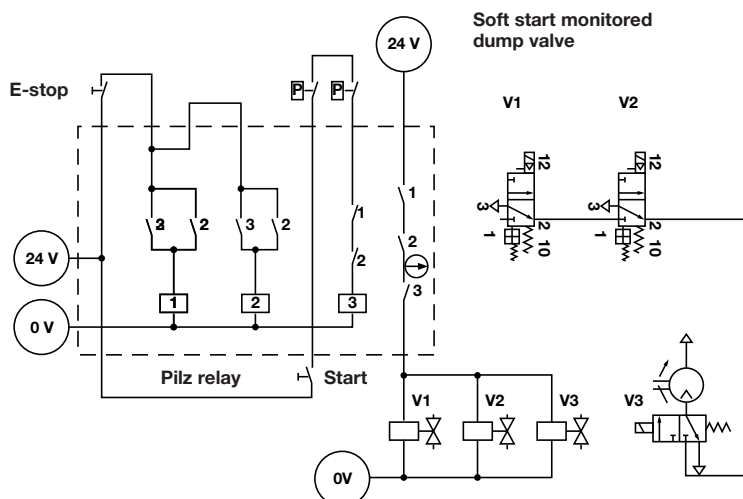 Soft start monitored
dump valve
24 V
E-stop
P
P
V1
V2
12
12
3
3
2
2
1
10
1
10
1
2
3
2
1
2
3
24 V
0 V
1
2
3
Pilz relay
Start
V1
V2
V3
V3
0V